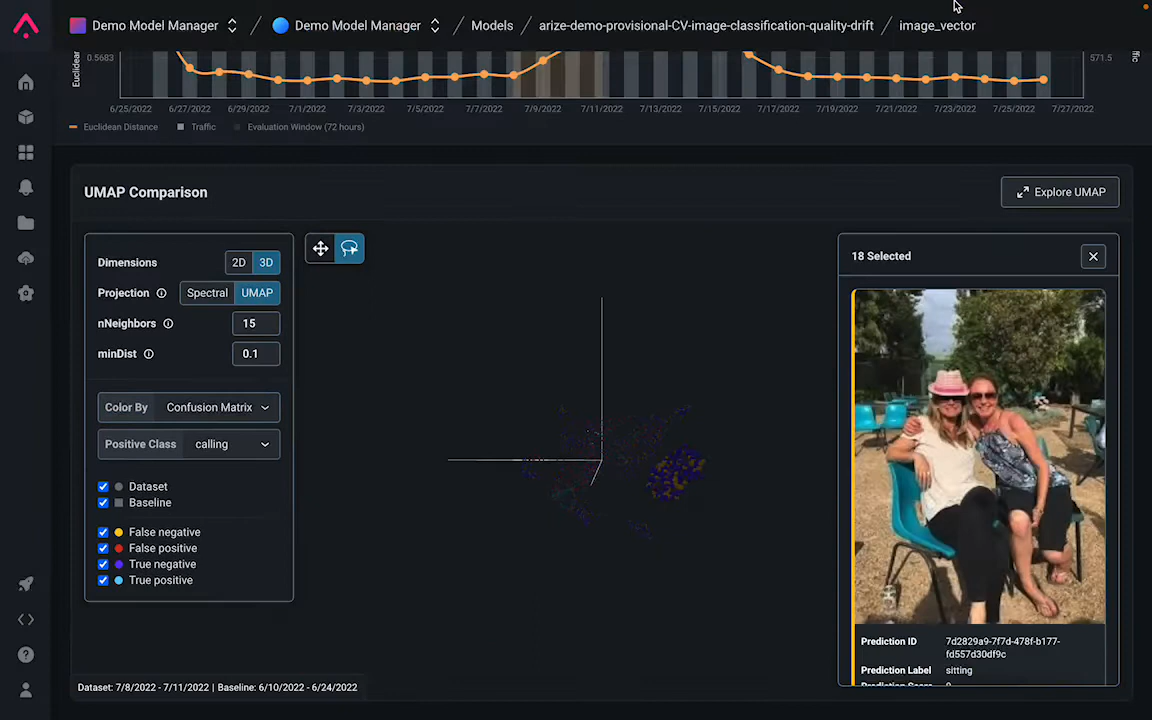 Demo Model Manager / Demo Model Manager / Models / arize-demo-provisional-CV-image-classification-quality-drift / image_vector
Euclidean
0.5683
571.5
6/25/2022 6/27/2022 6/29/2022 7/1/2022 7/3/2022 7/5/2022 7/7/2022 7/9/2022 7/11/2022 7/13/2022 7/15/2022 7/17/2022 7/19/2022 7/21/2022 7/23/2022 7/25/2022 7/27/2022
Euclidean Distance Traffic Evaluation Window (72 hours)
UMAP Comparison
Explore UMAP
Dimensions 2D 3D
Projection Spectral UMAP
nNeighbors 15
minDist 0.1
Color By Confusion Matrix
Positive Class calling
Dataset
Baseline
False negative
False positive
True negative
True positive
18 Selected
Prediction ID 7d2829a9-7f7d-478f-b177-
fd557d30df9c
Prediction Label sitting
Dataset: 7/8/2022 - 7/11/2022 | Baseline: 6/10/2022 - 6/24/2022